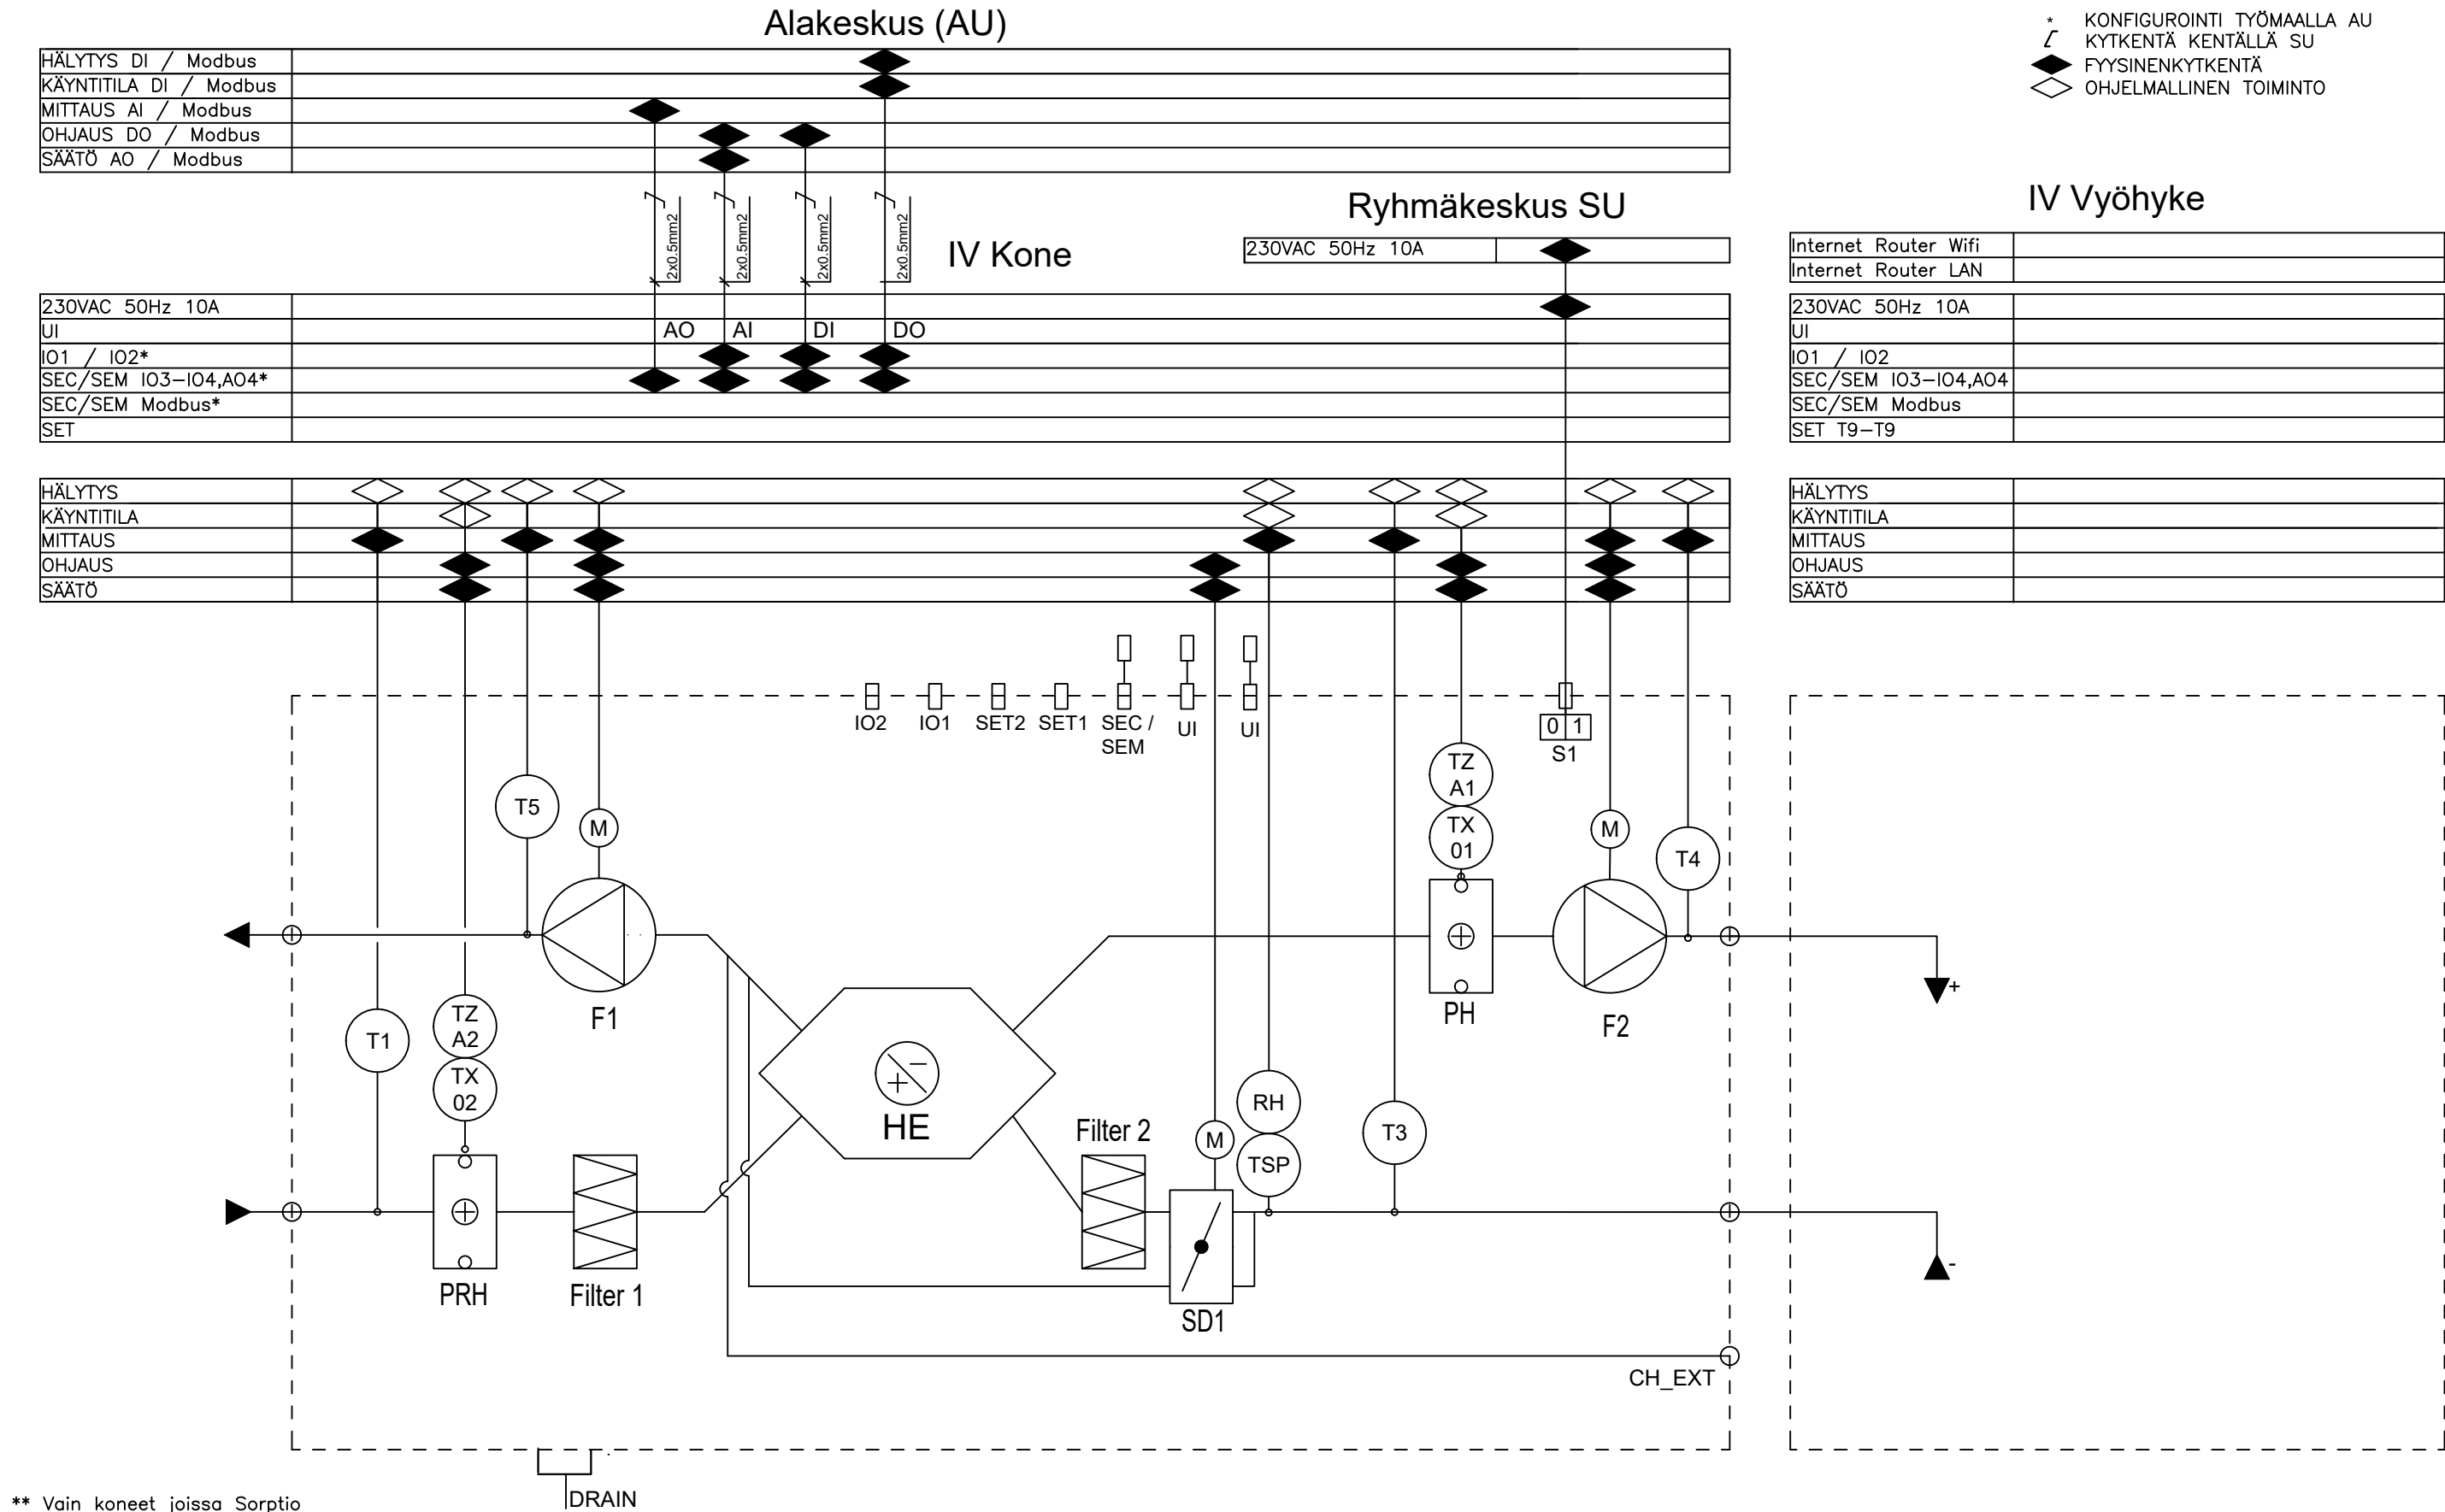 Alakeskus (AU)
* KONFIGUROINTI TYÖMAALLA AU
KYTKENTÄ KENTÄLLÄ SU
FYYSINENKYTKENTÄ
OHJELMALLINEN TOIMINTO
HÄLYTYS DI / Modbus
KÄYNTITILA DI / Modbus
MITTAUS AI / Modbus
OHJAUS DO / Modbus
SÄÄTÖ AO / Modbus
2x0.5mm2
2x0.5mm2
2x0.5mm2
2x0.5mm2
IV Kone
Ryhmäkeskus SU
230VAC 50Hz 10A
IV Vyöhyke
Internet Router Wifi
Internet Router LAN
230VAC 50Hz 10A
UI
AO AI DI DO
IO1 / IO2*
SEC/SEM IO3-IO4,AO4*
SEC/SEM Modbus*
SET
230VAC 50Hz 10A
UI
IO1 / IO2
SEC/SEM IO3-IO4,AO4
SEC/SEM Modbus
SET T9-T9
HÄLYTYS
KÄYNTITILA
MITTAUS
OHJAUS
SÄÄTÖ
HÄLYTYS
KÄYNTITILA
MITTAUS
OHJAUS
SÄÄTÖ
IO2 IO1 SET2 SET1 SEC / SEM UI UI
0 1
S1
T5
M
TZ
A1
TX
01
M
T4
F1
T1
TZ
A2
TX
02
HE
PH
F2
+
Filter 2
M
RH
TSP
T3
PRH
Filter 1
SD1
-
CH_EXT
DRAIN
** Vain koneet joissa Sorptio